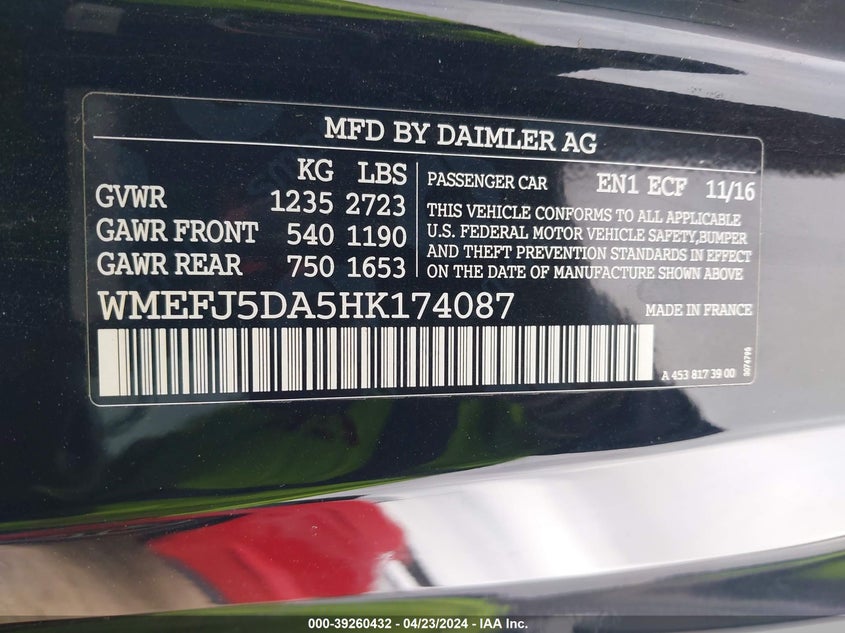 MFD BY DAIMLER AG
KG LBS
GVWR 1235 2723
GAWR FRONT 540 1190
GAWR REAR 750 1653
PASSENGER CAR EN1 ECF 11/16
THIS VEHICLE CONFORMS TO ALL APPLICABLE
U.S. FEDERAL MOTOR VEHICLE SAFETY,BUMPER
AND THEFT PREVENTION STANDARDS IN EFFECT
ON THE DATE OF MANUFACTURE SHOWN ABOVE
WMEFJ5DA5HK174087 MADE IN FRANCE
A 453 817 39 00
000-39260432 - 04/23/2024 - IAA Inc.